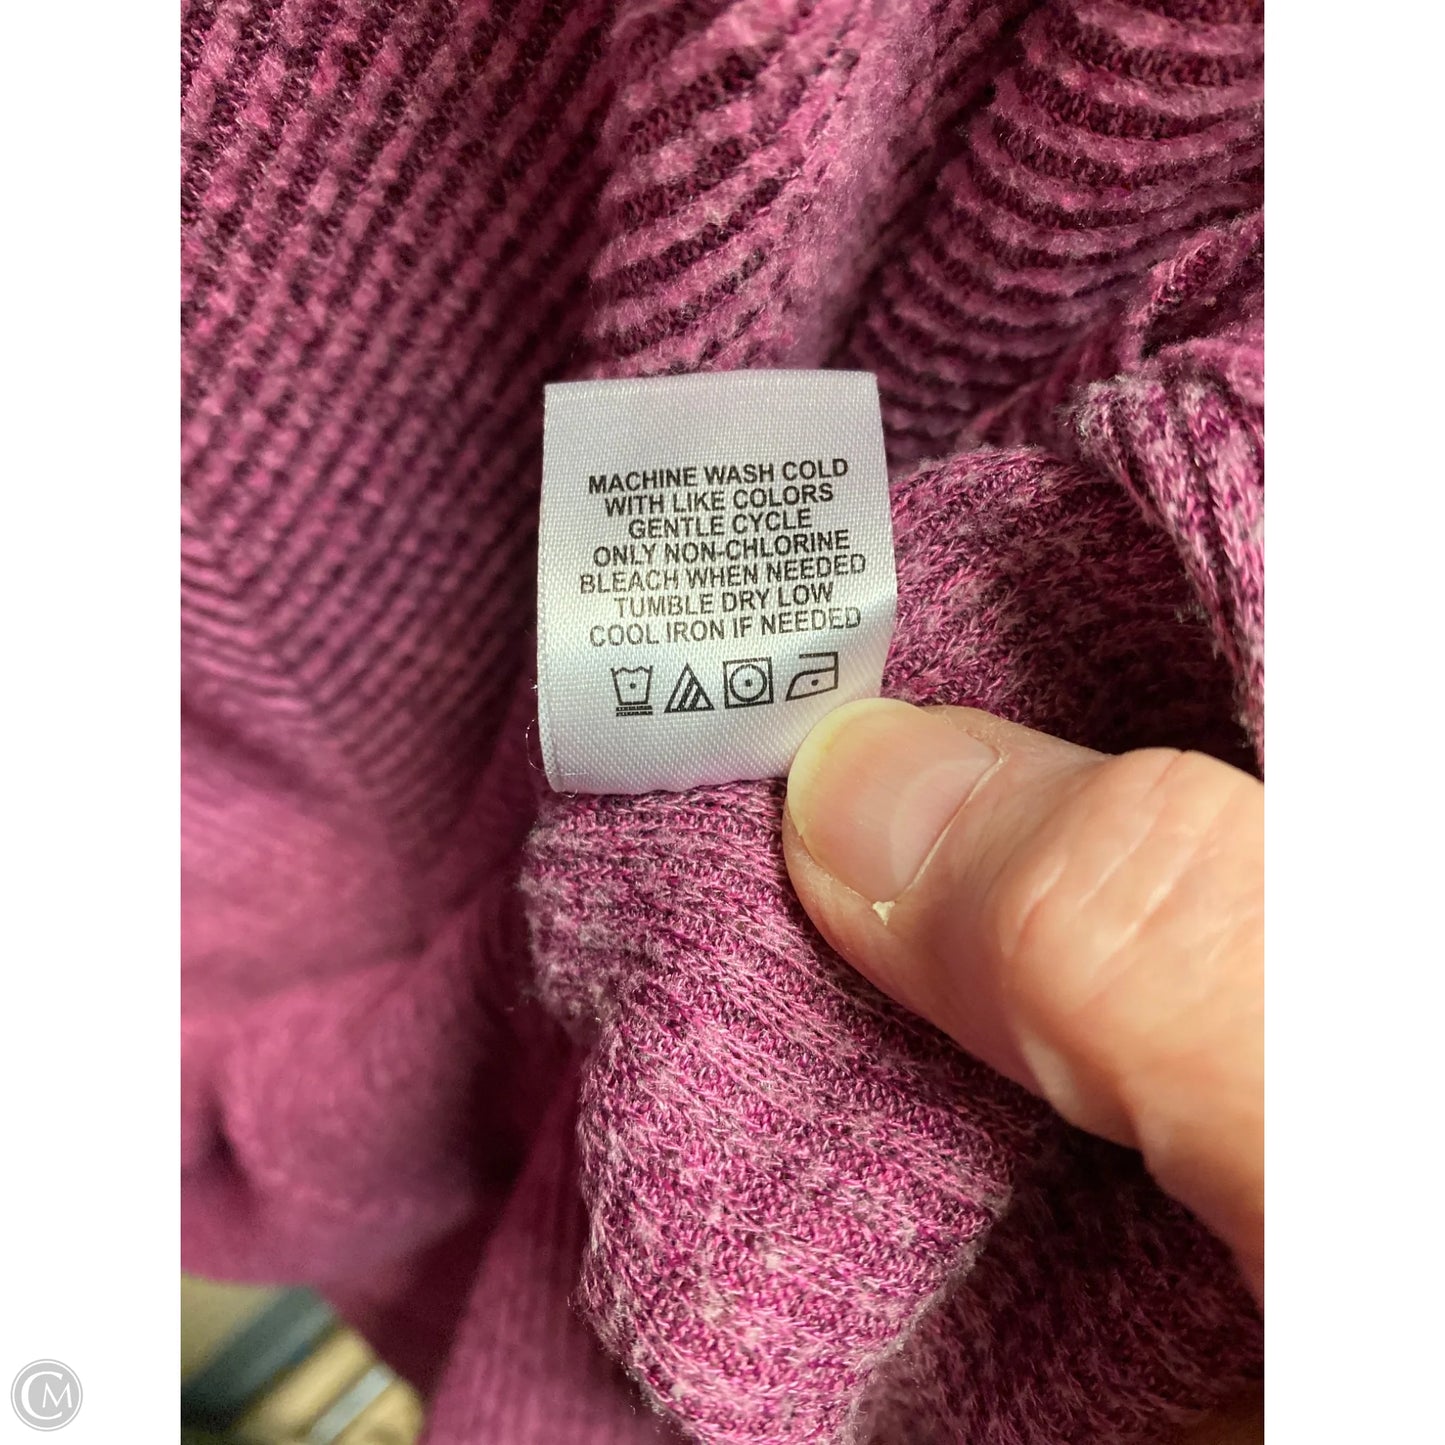 MACHINE WASH COLD
WITH LIKE COLORS
GENTLE CYCLE
ONLY NON-CHLORINE
BLEACH WHEN NEEDED
TUMBLE DRY LOW
COOL IRON IF NEEDED
CM